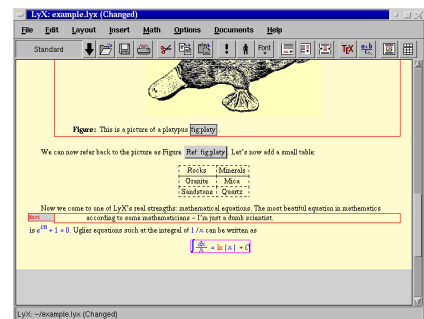 LyX: example.lyx (Changed)
File Edit Layout Insert Math Options Documents Help
Standard Font TEX a+b
Figure: This is a picture of a platypus fig:platy .
We can now refer back to the picture as Figure Ref: fig:platy . Let's now add a small table:
Rocks Minerals
Granite Mica
Sandstone Quartz
Now we come to one of LyX's real strengths: mathematical equations. The most beatiful equation in mathematics
foot according to some mathematicians – I'm just a dumb scientist.
is e^iπ + 1 = 0. Uglier equations such at the integral of 1/x can be written as
∫ dx/x = ln |x| + C
LyX: ~/example.lyx (Changed)